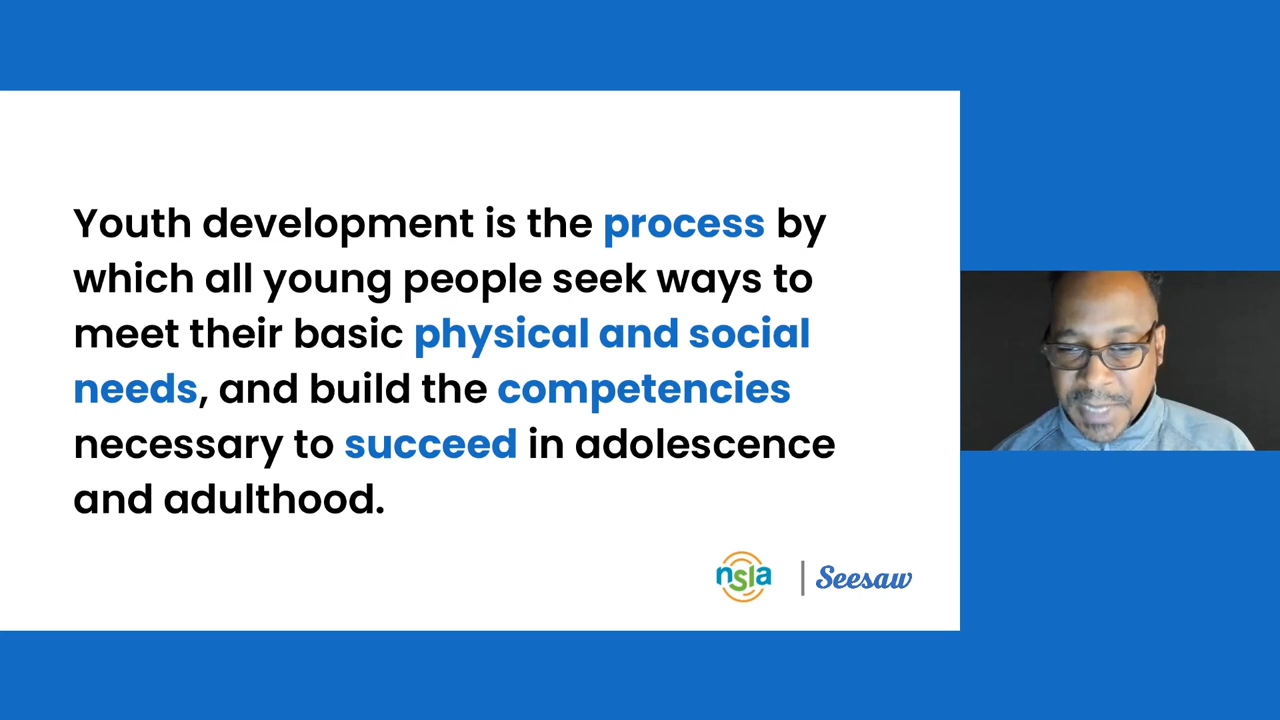 Youth development is the process by
which all young people seek ways to
meet their basic physical and social
needs, and build the competencies
necessary to succeed in adolescence
and adulthood.
nsla | Seesaw